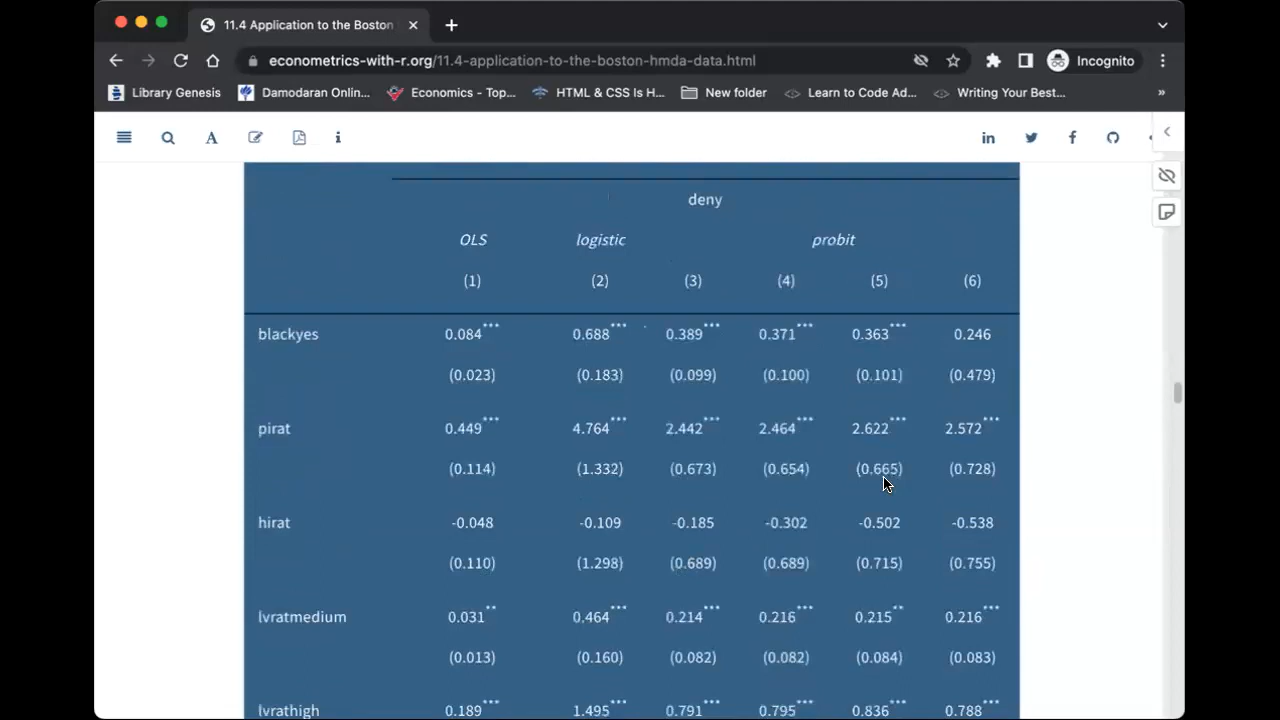 11.4 Application to the Boston
econometrics-with-r.org/11.4-application-to-the-boston-hmda-data.html
Incognito
Library Genesis
Damodaran Onlin...
Economics - Top...
HTML & CSS Is H...
New folder
Learn to Code Ad...
Writing Your Best...
»
deny
OLS logistic probit
(1) (2) (3) (4) (5) (6)
blackyes 0.084*** 0.688*** 0.389*** 0.371*** 0.363*** 0.246
(0.023) (0.183) (0.099) (0.100) (0.101) (0.479)
pirat 0.449*** 4.764*** 2.442*** 2.464*** 2.622*** 2.572***
(0.114) (1.332) (0.673) (0.654) (0.665) (0.728)
hirat -0.048 -0.109 -0.185 -0.302 -0.502 -0.538
(0.110) (1.298) (0.689) (0.689) (0.715) (0.755)
lvratmedium 0.031** 0.464*** 0.214*** 0.216*** 0.215** 0.216***
(0.013) (0.160) (0.082) (0.082) (0.084) (0.083)
lvrathigh 0.189*** 1.495*** 0.791*** 0.795*** 0.836*** 0.788***